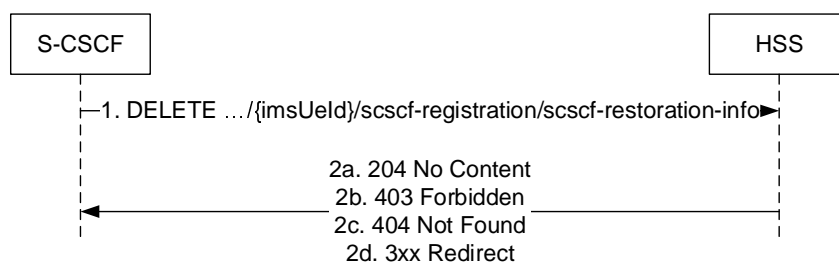 S-CSCF
HSS
1. DELETE …/{imsUeId}/scscf-registration/scscf-restoration-info
2a. 204 No Content
2b. 403 Forbidden
2c. 404 Not Found
2d. 3xx Redirect